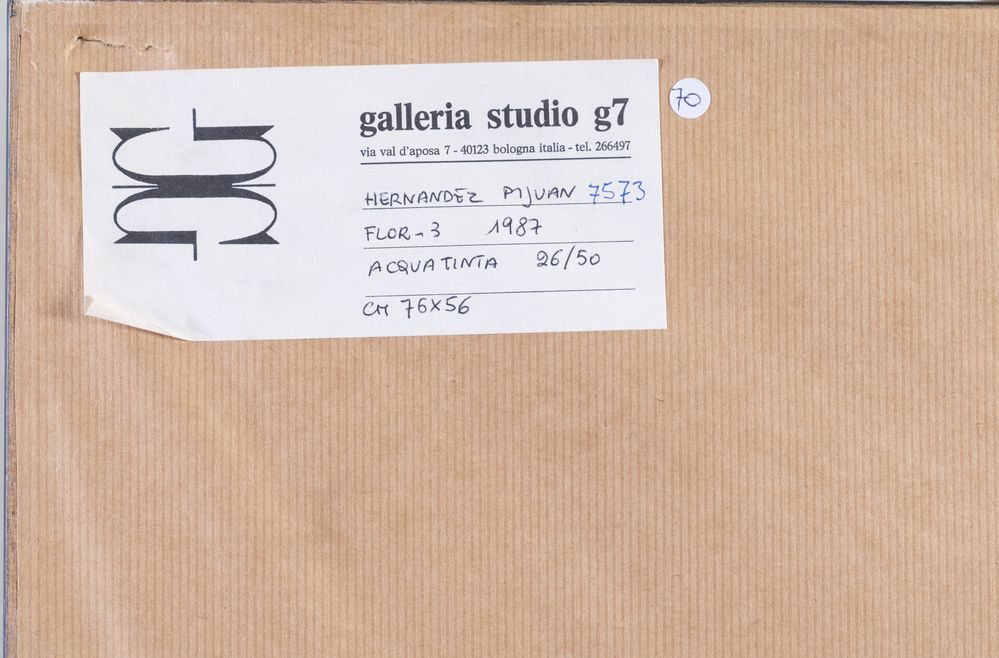 galleria studio g7
via val d'aposa 7 - 40123 bologna italia - tel. 266497
HERNANDEZ PIJUAN 7573
FLOR-3 1987
ACQUATINTA 26/50
CM 76X56
70